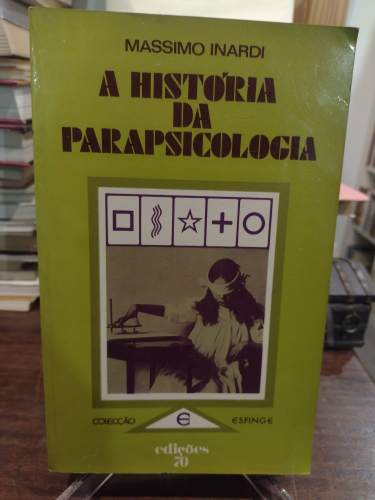 MASSIMO INARDI
A HISTÓRIA
DA
PARAPSICOLOGIA
COLECÇÃO E ESFINGE
edições
70